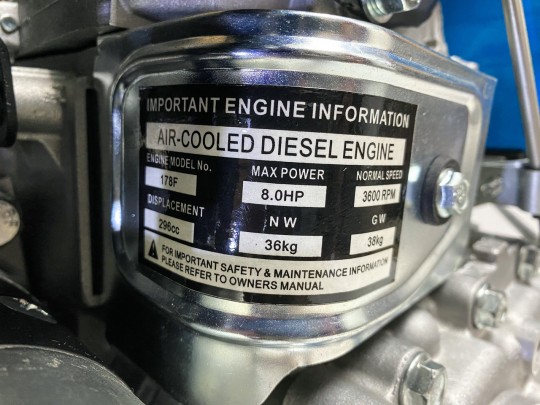 IMPORTANT ENGINE INFORMATION
AIR-COOLED DIESEL ENGINE
ENGINE MODEL No. MAX POWER NORMAL SPEED
178F 8.0HP 3600 RPM
DISPLACEMENT N W G W
296cc 36kg 38kg
FOR IMPORTANT SAFETY & MAINTENANCE INFORMATION
PLEASE REFER TO OWNERS MANUAL